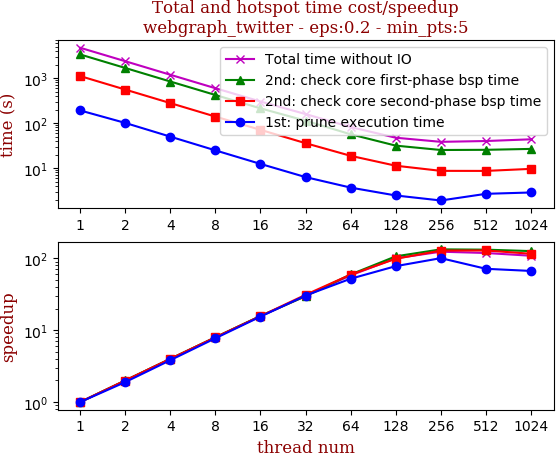 Total and hotspot time cost/speedup
webgraph_twitter - eps:0.2 - min_pts:5
Total time without IO
2nd: check core first-phase bsp time
2nd: check core second-phase bsp time
1st: prune execution time
time (s)
10³
10²
10¹
1 2 4 8 16 32 64 128 256 512 1024
speedup
10²
10¹
10⁰
1 2 4 8 16 32 64 128 256 512 1024
thread num